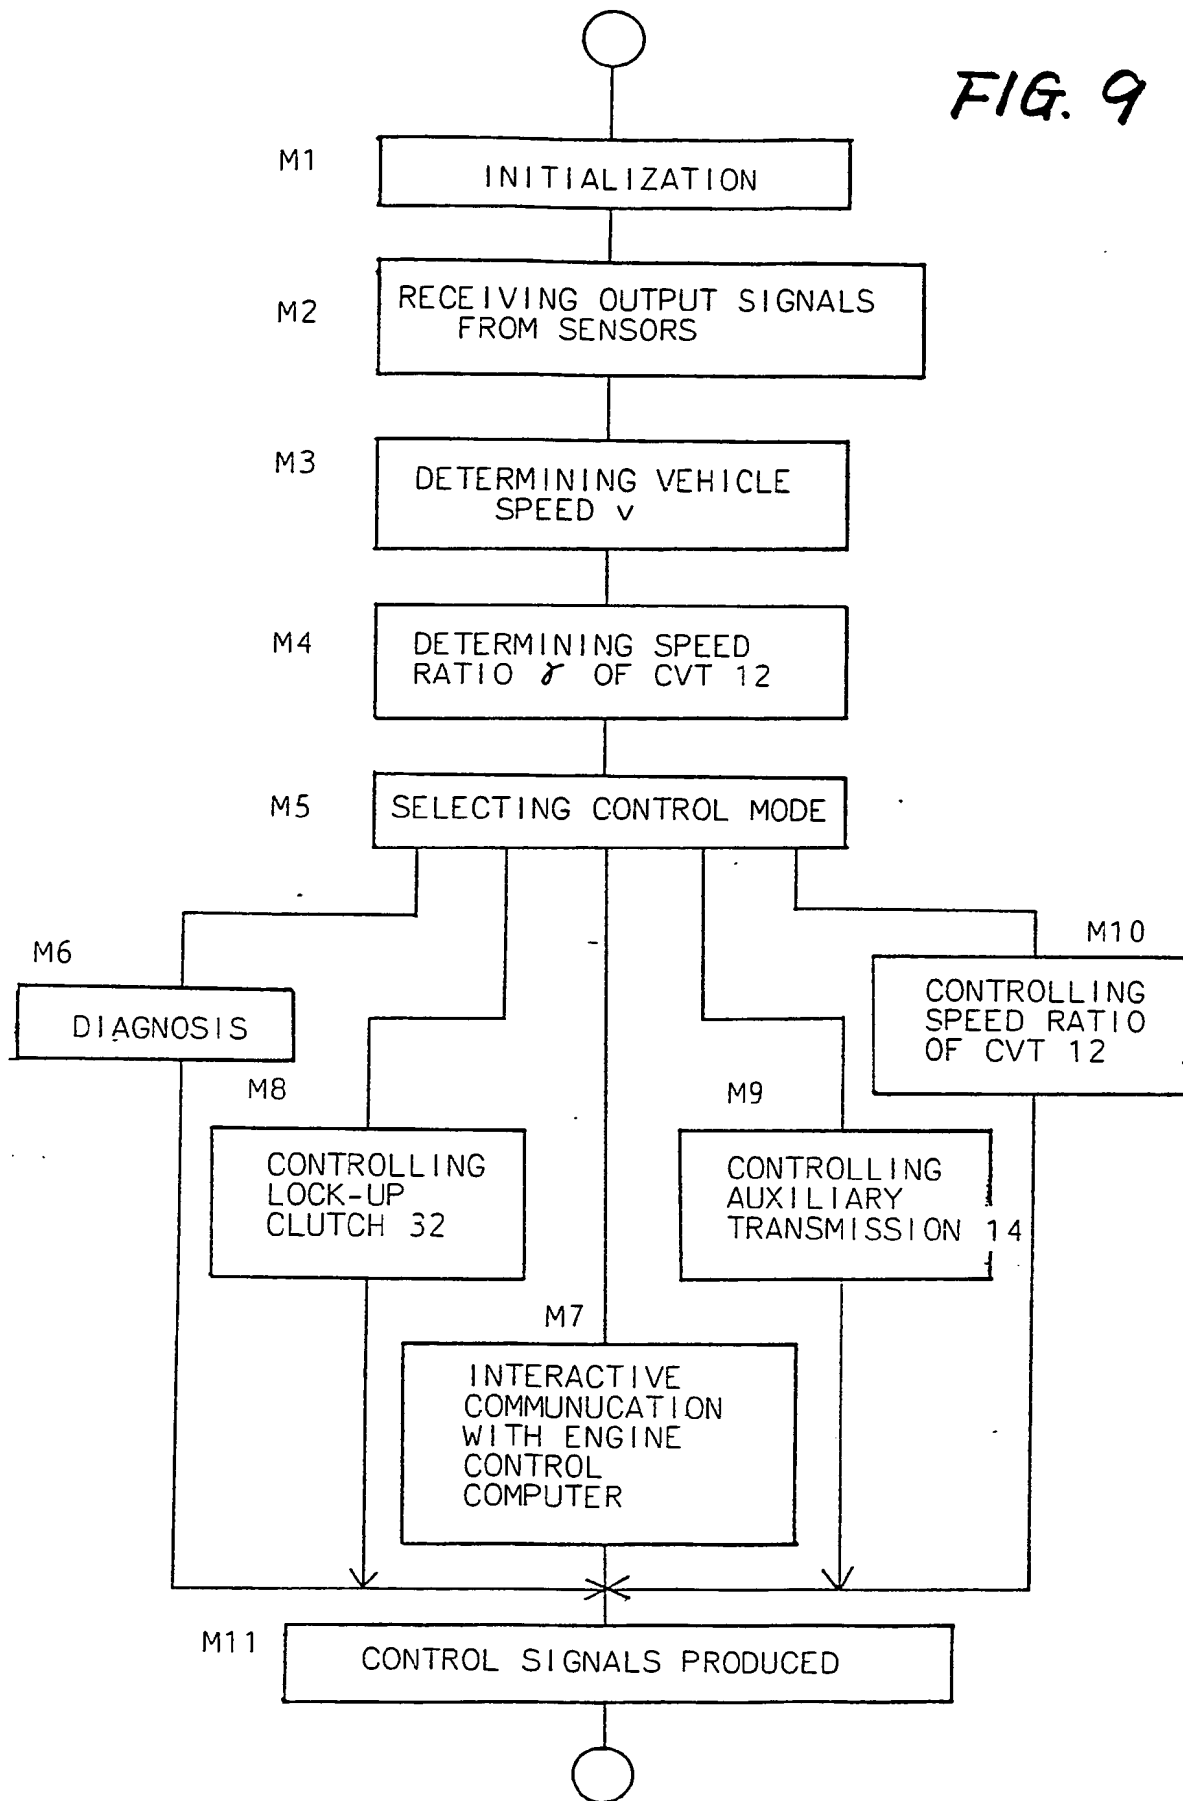 FIG. 9
M1
INITIALIZATION
M2
RECEIVING OUTPUT SIGNALS
FROM SENSORS
M3
DETERMINING VEHICLE
SPEED v
M4
DETERMINING SPEED
RATIO γ OF CVT 12
M5
SELECTING CONTROL MODE
M6
DIAGNOSIS
M10
CONTROLLING
SPEED RATIO
OF CVT 12
M8
CONTROLLING
LOCK-UP
CLUTCH 32
M9
CONTROLLING
AUXILIARY
TRANSMISSION 14
M7
INTERACTIVE
COMMUNUCATION
WITH ENGINE
CONTROL
COMPUTER
M11
CONTROL SIGNALS PRODUCED